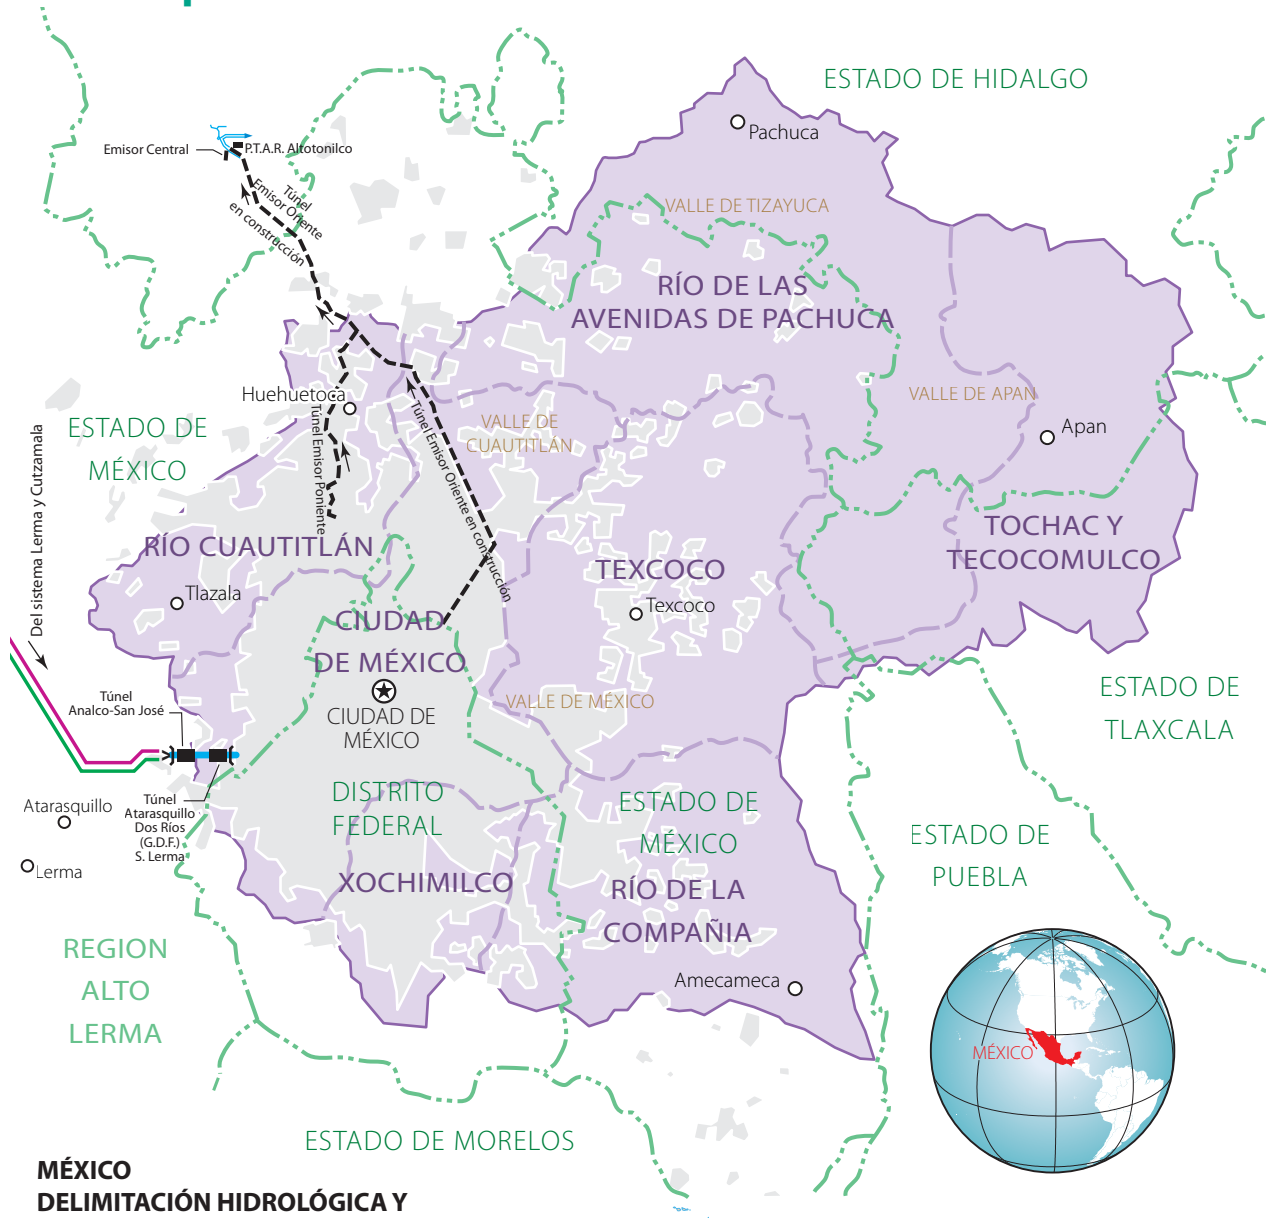 ESTADO DE HIDALGO
Pachuca
Emisor Central
P.T.A.R. Altotonilco
Túnel
Emisor Oriente
en construcción
VALLE DE TIZAYUCA
RÍO DE LAS
AVENIDAS DE PACHUCA
Huehuetoca
VALLE DE APAN
Apan
ESTADO DE
MÉXICO
VALLE DE
CUAUTITLÁN
Túnel Emisor Poniente
Túnel Emisor Oriente en construcción
Del sistema Lerma y Cutzamala
RÍO CUAUTITLÁN
TOCHAC Y
TECOCOMULCO
TEXCOCO
Tlazala
Texcoco
CIUDAD
DE MÉXICO
CIUDAD DE
MÉXICO
VALLE DE MÉXICO
Túnel
Analco-San José
ESTADO DE
TLAXCALA
Atarasquillo
Túnel
Atarasquillo
Dos Ríos
(G.D.F.)
S. Lerma
Lerma
DISTRITO
FEDERAL
ESTADO DE
MÉXICO
ESTADO DE
PUEBLA
XOCHIMILCO
RÍO DE LA
COMPAÑIA
REGION
ALTO
LERMA
Amecameca
MÉXICO
ESTADO DE MORELOS
MÉXICO
DELIMITACIÓN HIDROLÓGICA Y